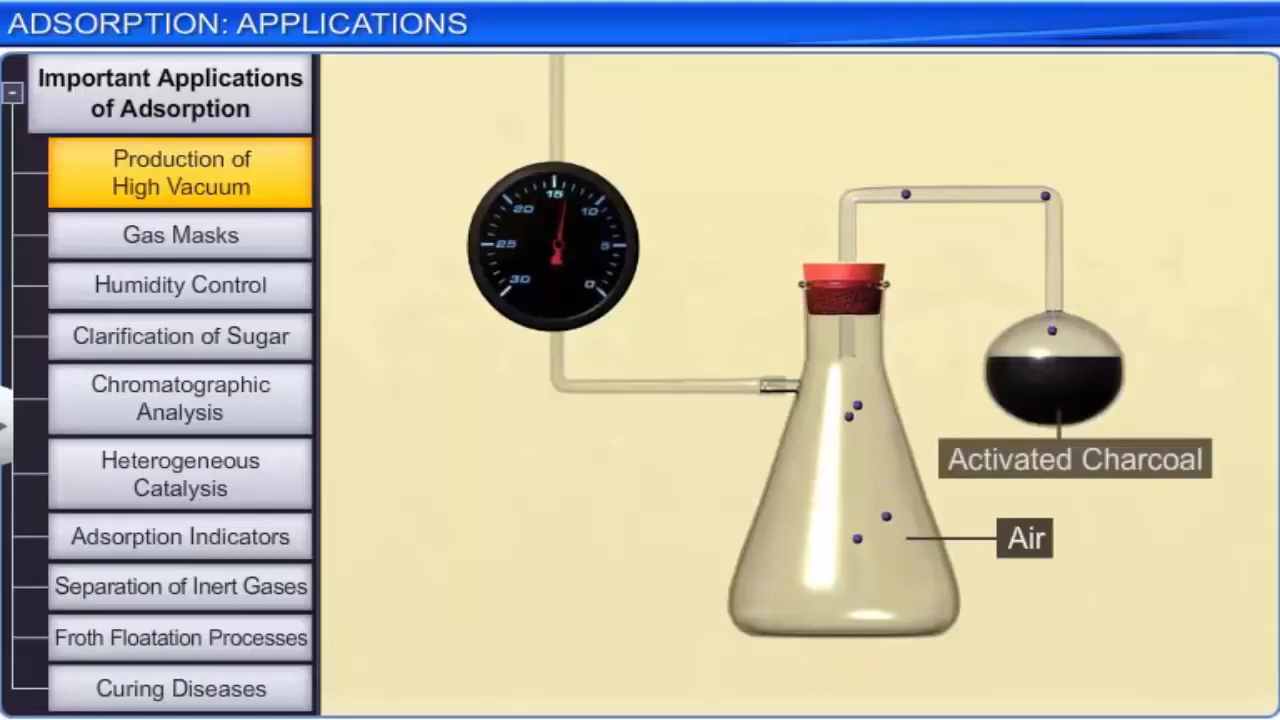 ADSORPTION: APPLICATIONS
-
Important Applications
of Adsorption
Production of
High Vacuum
Gas Masks
Humidity Control
Clarification of Sugar
Chromatographic
Analysis
Heterogeneous
Catalysis
Adsorption Indicators
Separation of Inert Gases
Froth Floatation Processes
Curing Diseases
15
20
10
25
5
30
0
Activated Charcoal
Air